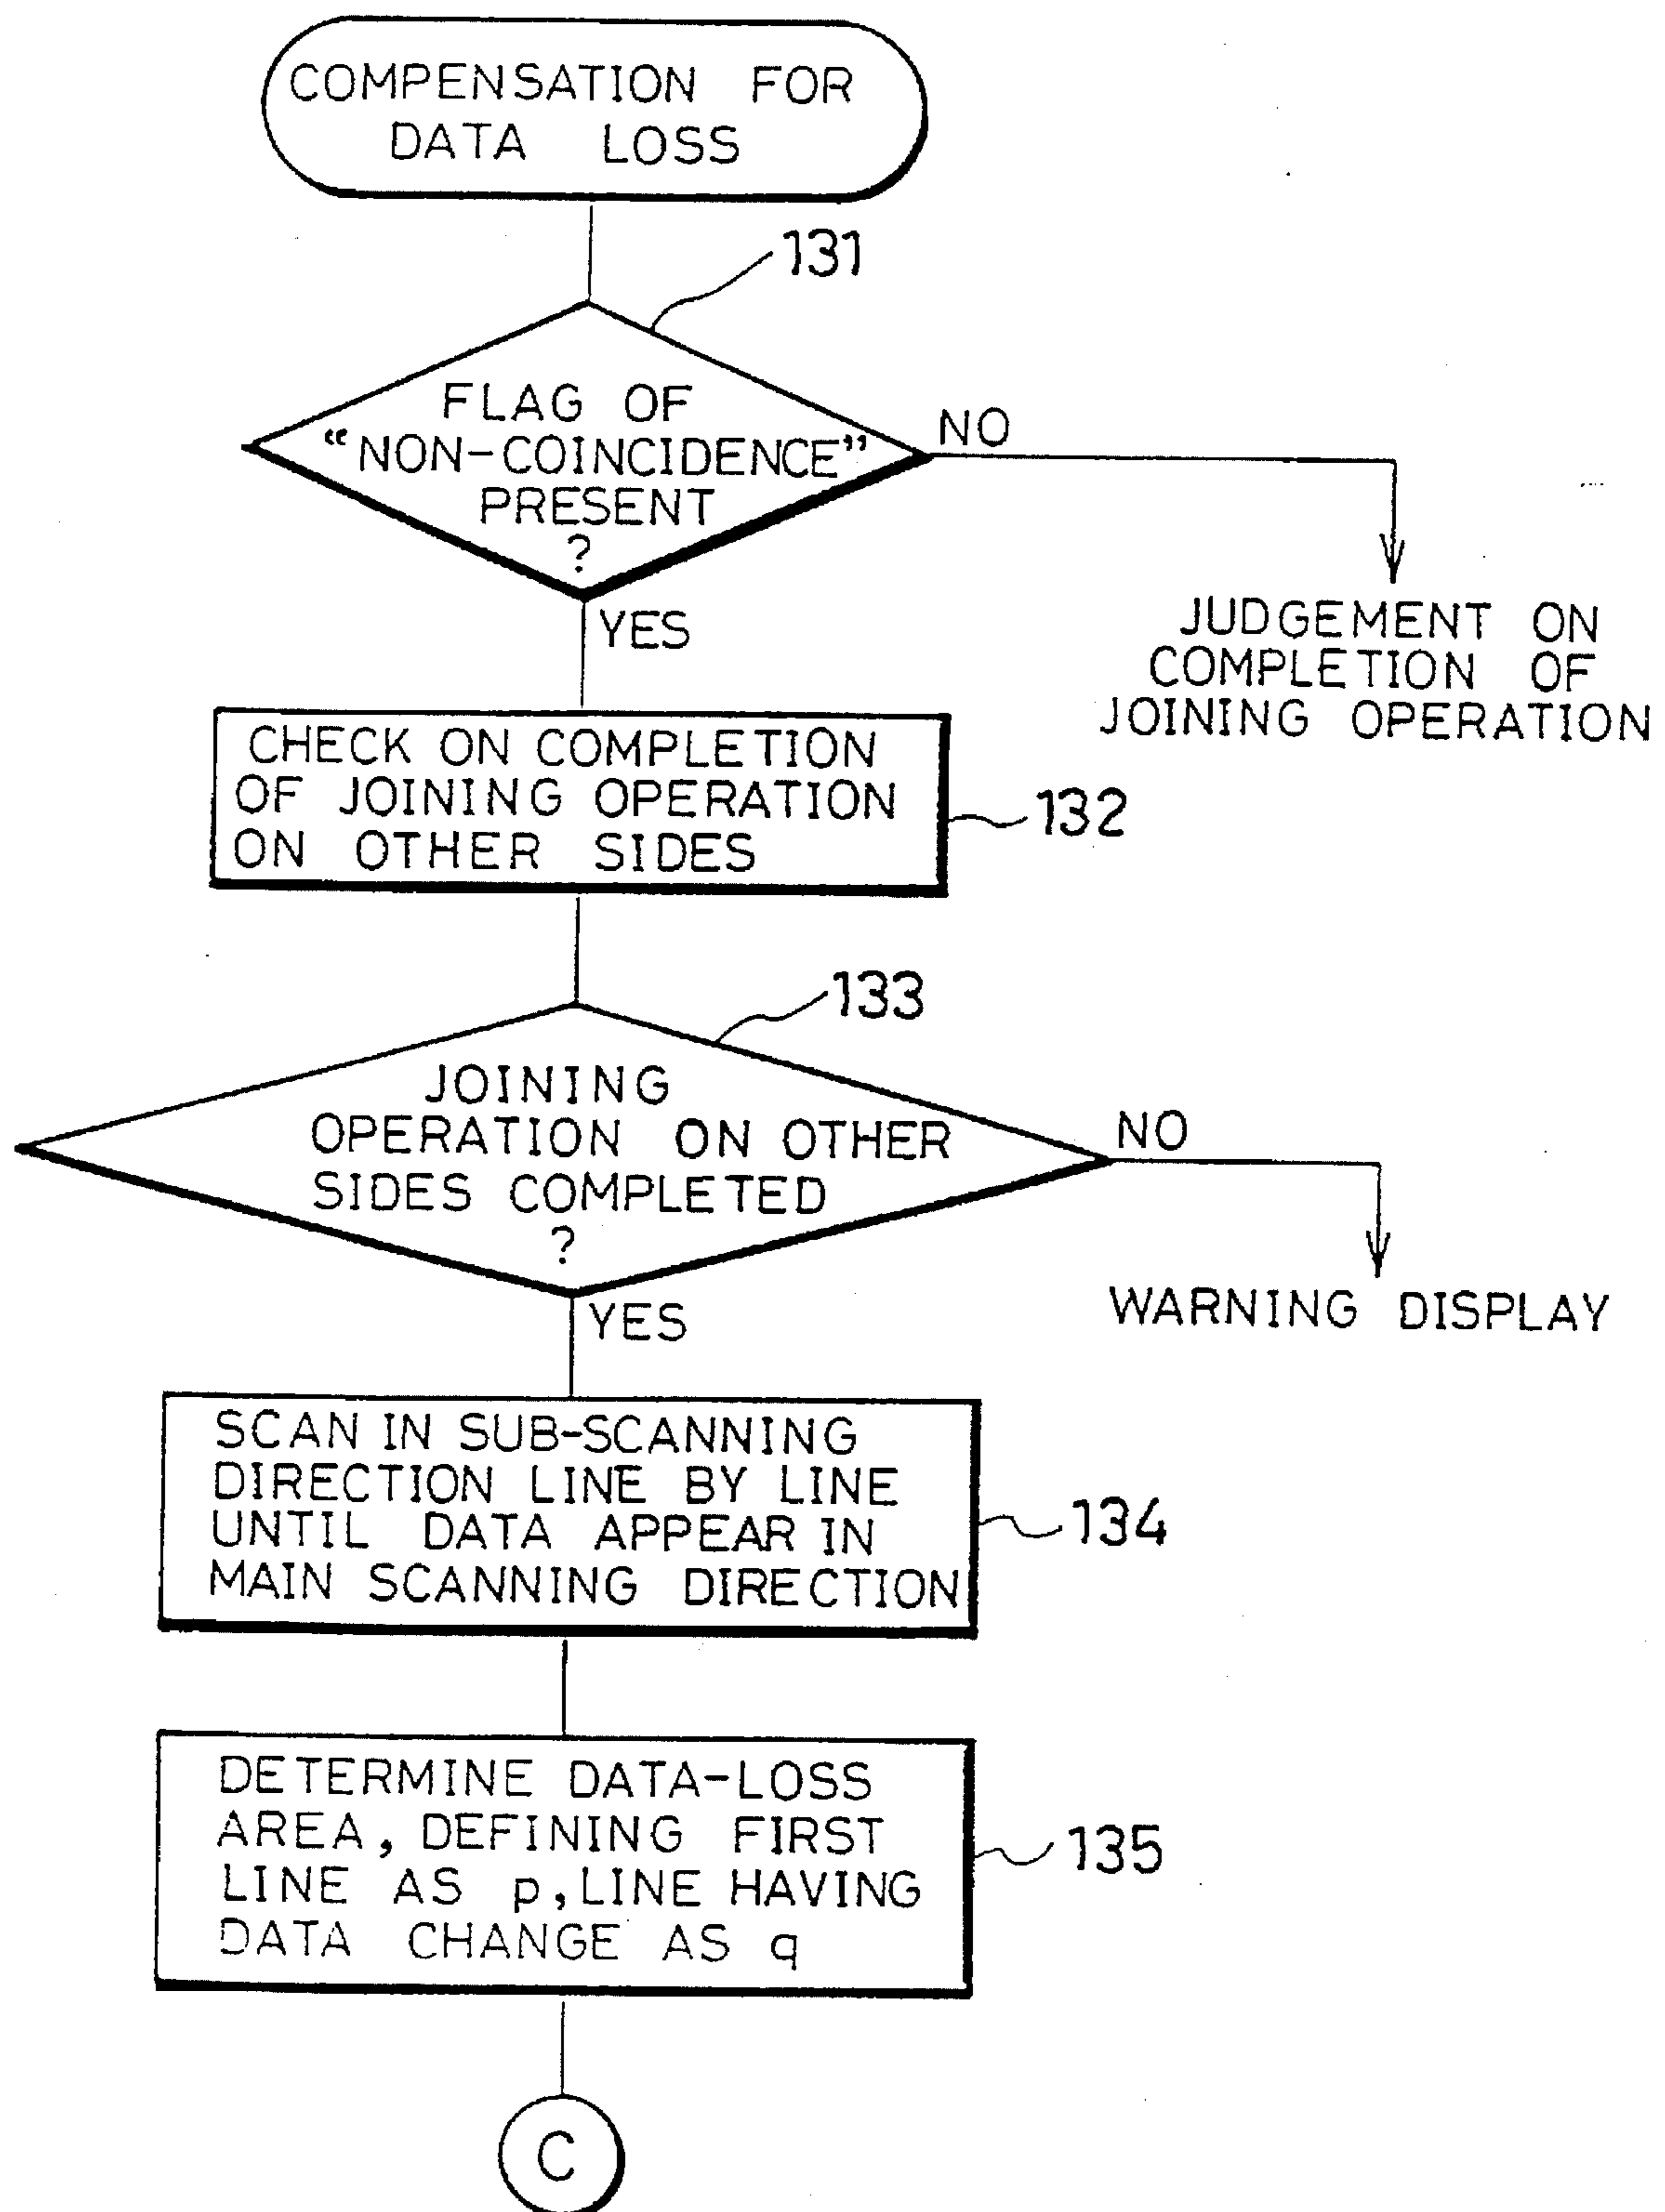 COMPENSATION FOR
DATA LOSS
131
FLAG OF
“NON-COINCIDENCE”
PRESENT
?
NO
YES
JUDGEMENT ON
COMPLETION OF
JOINING OPERATION
CHECK ON COMPLETION
OF JOINING OPERATION
ON OTHER SIDES
132
133
JOINING
OPERATION ON OTHER
SIDES COMPLETED
?
NO
YES
WARNING DISPLAY
SCAN IN SUB-SCANNING
DIRECTION LINE BY LINE
UNTIL DATA APPEAR IN
MAIN SCANNING DIRECTION
134
DETERMINE DATA-LOSS
AREA, DEFINING FIRST
LINE AS p, LINE HAVING
DATA CHANGE AS q
135
C